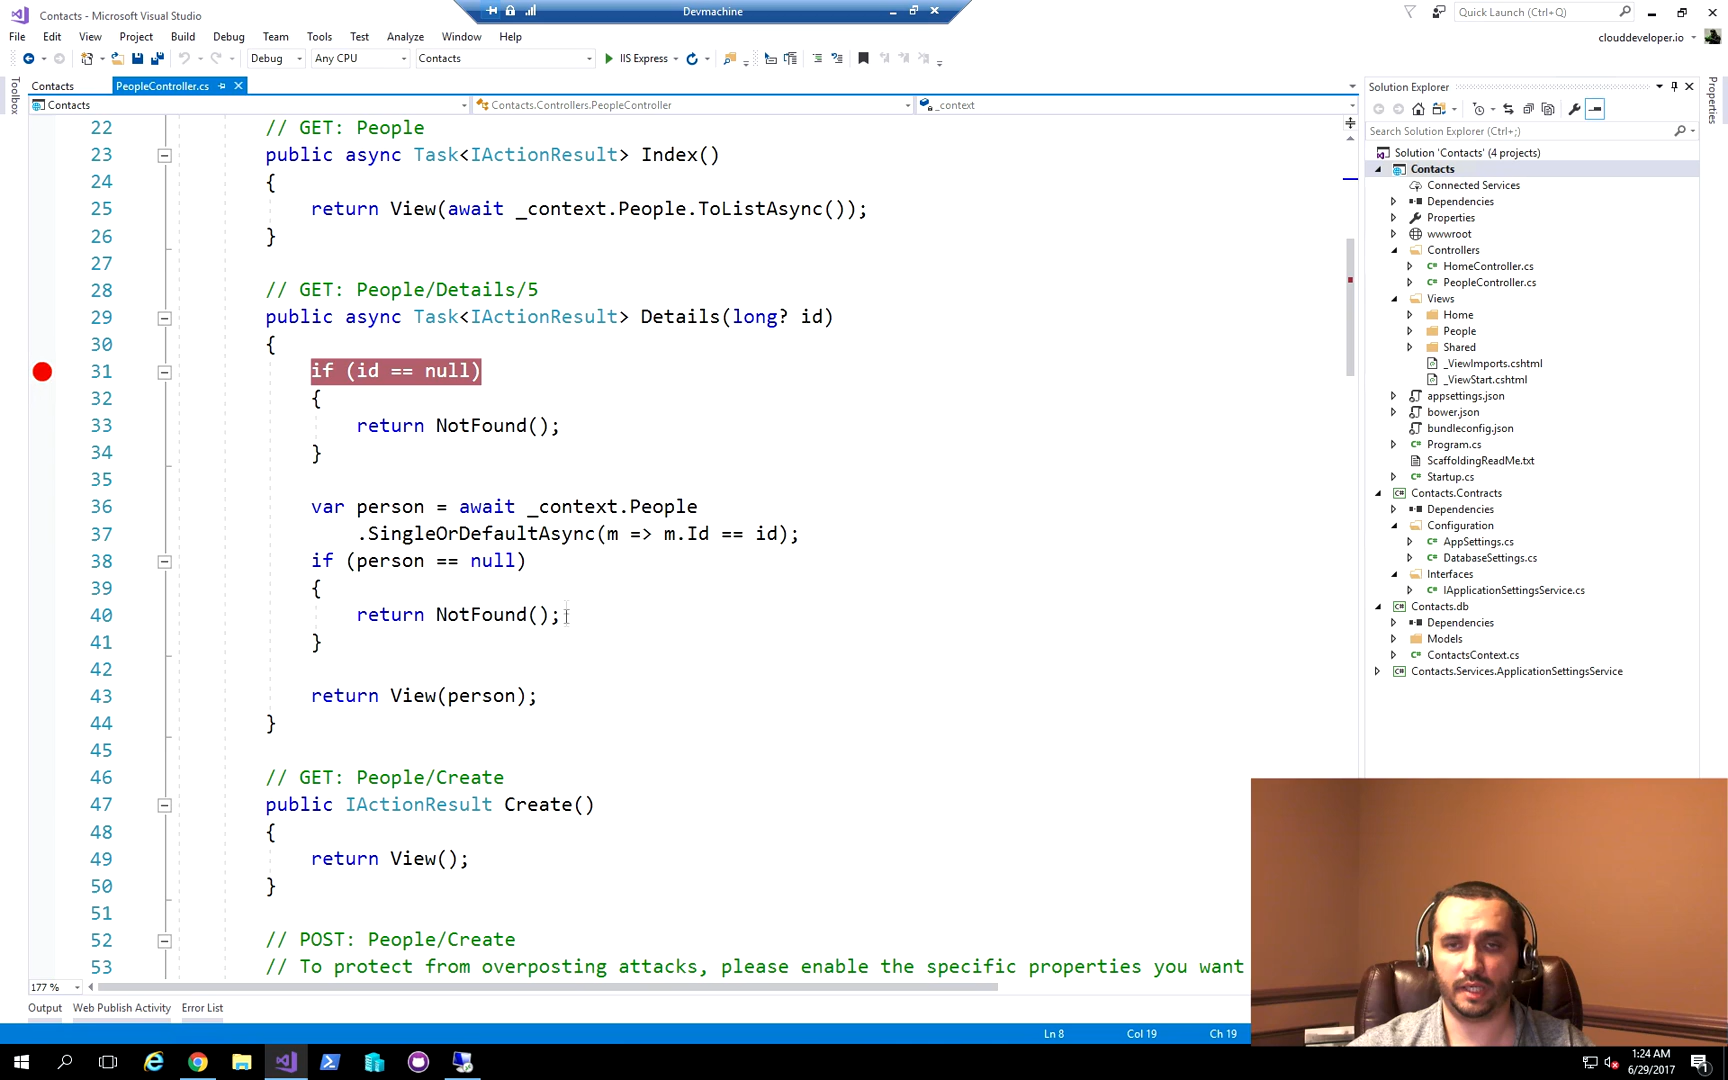 Contacts - Microsoft Visual Studio
Devmachine
Quick Launch (Ctrl+Q)
File Edit View Project Build Debug Team Tools Test Analyze Window Help
clouddeveloper.io
Debug Any CPU Contacts IIS Express
Toolbox
Contacts PeopleController.cs
Contacts Contacts.Controllers.PeopleController _context
22 // GET: People
23 public async Task<IActionResult> Index()
24 {
25 return View(await _context.People.ToListAsync());
26 }
27
28 // GET: People/Details/5
29 public async Task<IActionResult> Details(long? id)
30 {
31 if (id == null)
32 {
33 return NotFound();
34 }
35
36 var person = await _context.People
37 .SingleOrDefaultAsync(m => m.Id == id);
38 if (person == null)
39 {
40 return NotFound();
41 }
42
43 return View(person);
44 }
45
46 // GET: People/Create
47 public IActionResult Create()
48 {
49 return View();
50 }
51
52 // POST: People/Create
53 // To protect from overposting attacks, please enable the specific properties you want
177 %
Output Web Publish Activity Error List
Ln 8 Col 19 Ch 19
Solution Explorer
Properties
Search Solution Explorer (Ctrl+;)
Solution 'Contacts' (4 projects)
Contacts
Connected Services
Dependencies
Properties
wwwroot
Controllers
HomeController.cs
PeopleController.cs
Views
Home
People
Shared
_ViewImports.cshtml
_ViewStart.cshtml
appsettings.json
bower.json
bundleconfig.json
Program.cs
ScaffoldingReadMe.txt
Startup.cs
Contacts.Contracts
Dependencies
Configuration
AppSettings.cs
DatabaseSettings.cs
Interfaces
IApplicationSettingsService.cs
Contacts.db
Dependencies
Models
ContactsContext.cs
Contacts.Services.ApplicationSettingsService
1:24 AM
6/29/2017